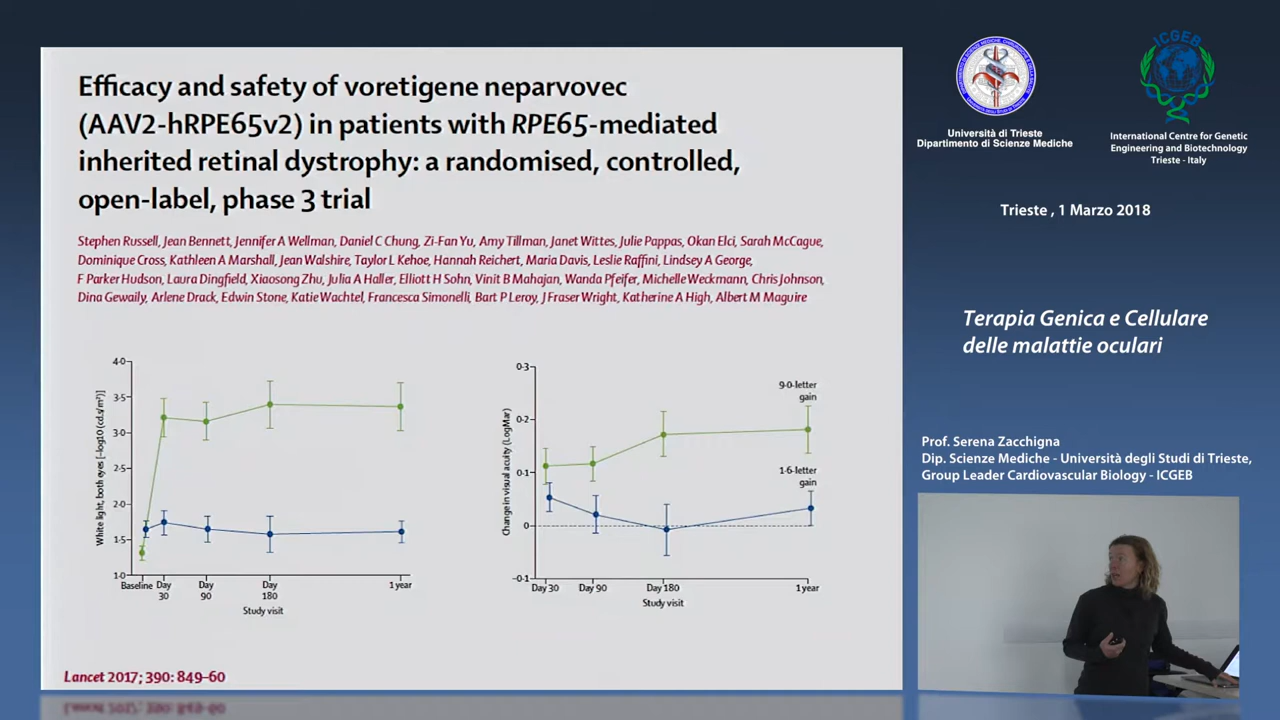 Efficacy and safety of voretigene neparvovec
(AAV2-hRPE65v2) in patients with RPE65-mediated
inherited retinal dystrophy: a randomised, controlled,
open-label, phase 3 trial
Stephen Russell, Jean Bennett, Jennifer A Wellman, Daniel C Chung, Zi-Fan Yu, Amy Tillman, Janet Wittes, Julie Pappas, Okan Elci, Sarah McCague,
Dominique Cross, Kathleen A Marshall, Jean Walshire, Taylor L Kehoe, Hannah Reichert, Maria Davis, Leslie Raffini, Lindsey A George,
F Parker Hudson, Laura Dingfield, Xiaosong Zhu, Julia A Haller, Elliott H Sohn, Vinit B Mahajan, Wanda Pfeifer, Michelle Weckmann, Chris Johnson,
Dina Gewaily, Arlene Drack, Edwin Stone, Katie Wachtel, Francesca Simonelli, Bart P Leroy, J Fraser Wright, Katherine A High, Albert M Maguire
White light, both eyes [–log10 (cd.s/m²)]
4·0
3·5
3·0
2·5
2·0
1·5
1·0
Baseline
Day 30
Day 90
Day 180
1 year
Study visit
Change in visual acuity (LogMar)
0·3
0·2
0·1
0
–0·1
9·0-letter
gain
1·6-letter
gain
Day 30
Day 90
Day 180
1 year
Study visit
Lancet 2017; 390: 849–60
ICGEB
Università di Trieste
Dipartimento di Scienze Mediche
International Centre for Genetic
Engineering and Biotechnology
Trieste - Italy
Trieste , 1 Marzo 2018
Terapia Genica e Cellulare
delle malattie oculari
Prof. Serena Zacchigna
Dip. Scienze Mediche - Università degli Studi di Trieste,
Group Leader Cardiovascular Biology - ICGEB